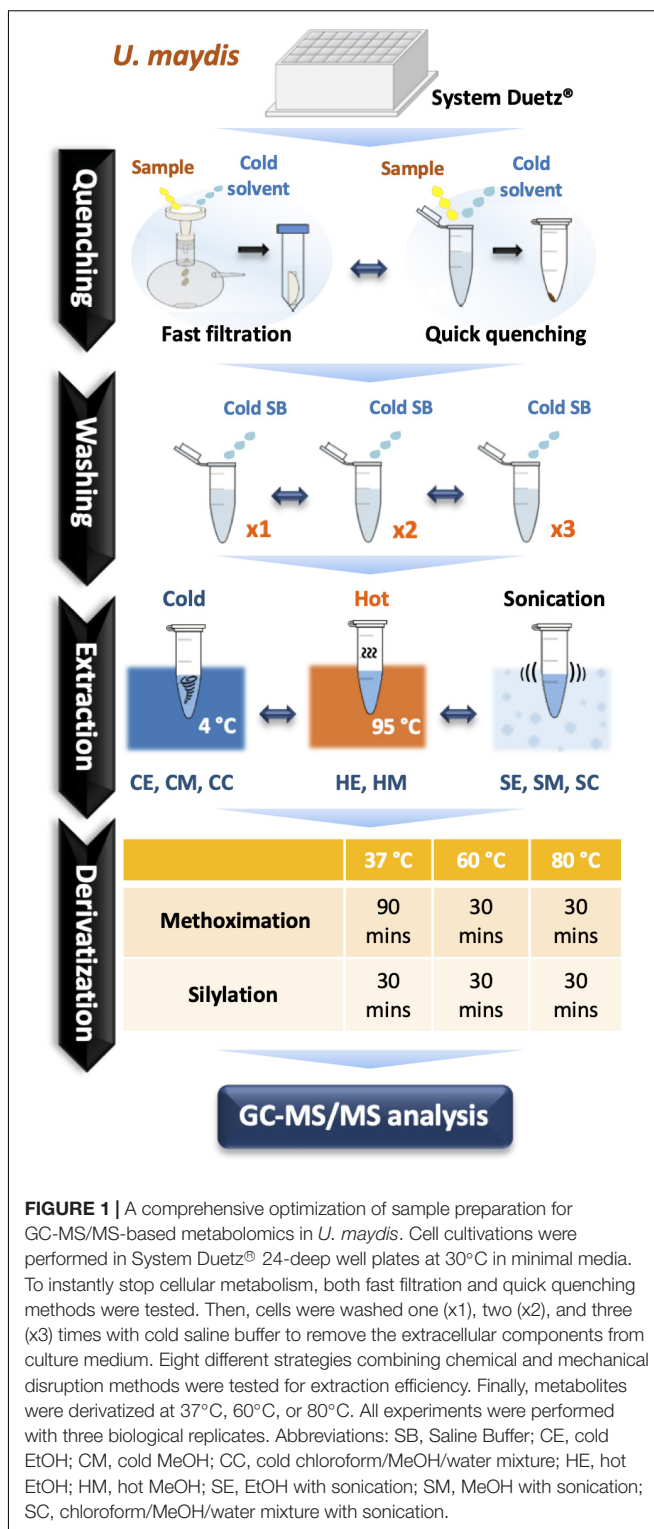 U. maydis
System Duetz®
Quenching
Sample
Cold
solvent
Sample
Cold
solvent
Fast filtration
Quick quenching
Washing
Cold SB
Cold SB
Cold SB
x1
x2
x3
Extraction
Cold
Hot
Sonication
4 °C
95 °C
CE, CM, CC
HE, HM
SE, SM, SC
Derivatization
37 °C 60 °C 80 °C
Methoximation 90 mins 30 mins 30 mins
Silylation 30 mins 30 mins 30 mins
GC-MS/MS analysis
FIGURE 1 | A comprehensive optimization of sample preparation for
GC-MS/MS-based metabolomics in U. maydis. Cell cultivations were
performed in System Duetz® 24-deep well plates at 30°C in minimal media.
To instantly stop cellular metabolism, both fast filtration and quick quenching
methods were tested. Then, cells were washed one (x1), two (x2), and three
(x3) times with cold saline buffer to remove the extracellular components from
culture medium. Eight different strategies combining chemical and mechanical
disruption methods were tested for extraction efficiency. Finally, metabolites
were derivatized at 37°C, 60°C, or 80°C. All experiments were performed
with three biological replicates. Abbreviations: SB, Saline Buffer; CE, cold
EtOH; CM, cold MeOH; CC, cold chloroform/MeOH/water mixture; HE, hot
EtOH; HM, hot MeOH; SE, EtOH with sonication; SM, MeOH with sonication;
SC, chloroform/MeOH/water mixture with sonication.